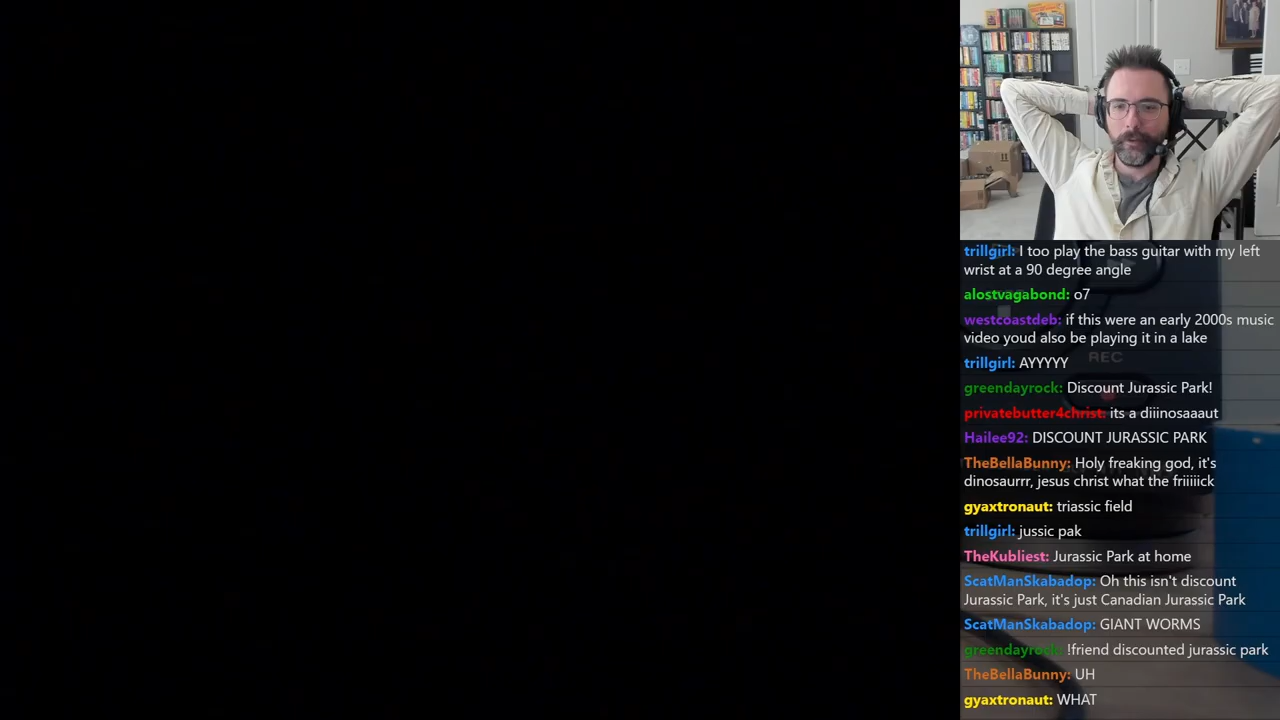 trillgirl: I too play the bass guitar with my left
wrist at a 90 degree angle
alostvagabond: o7
westcoastdeb: if this were an early 2000s music
video youd also be playing it in a lake
trillgirl: AYYYYY
REC
greendayrock: Discount Jurassic Park!
privatebutter4christ: its a diiinosaaaut
Hailee92: DISCOUNT JURASSIC PARK
TheBellaBunny: Holy freaking god, it's
dinosaurrr, jesus christ what the friiiiick
gyaxtronaut: triassic field
trillgirl: jussic pak
TheKubliest: Jurassic Park at home
ScatManSkabadop: Oh this isn't discount
Jurassic Park, it's just Canadian Jurassic Park
ScatManSkabadop: GIANT WORMS
greendayrock: !friend discounted jurassic park
TheBellaBunny: UH
gyaxtronaut: WHAT